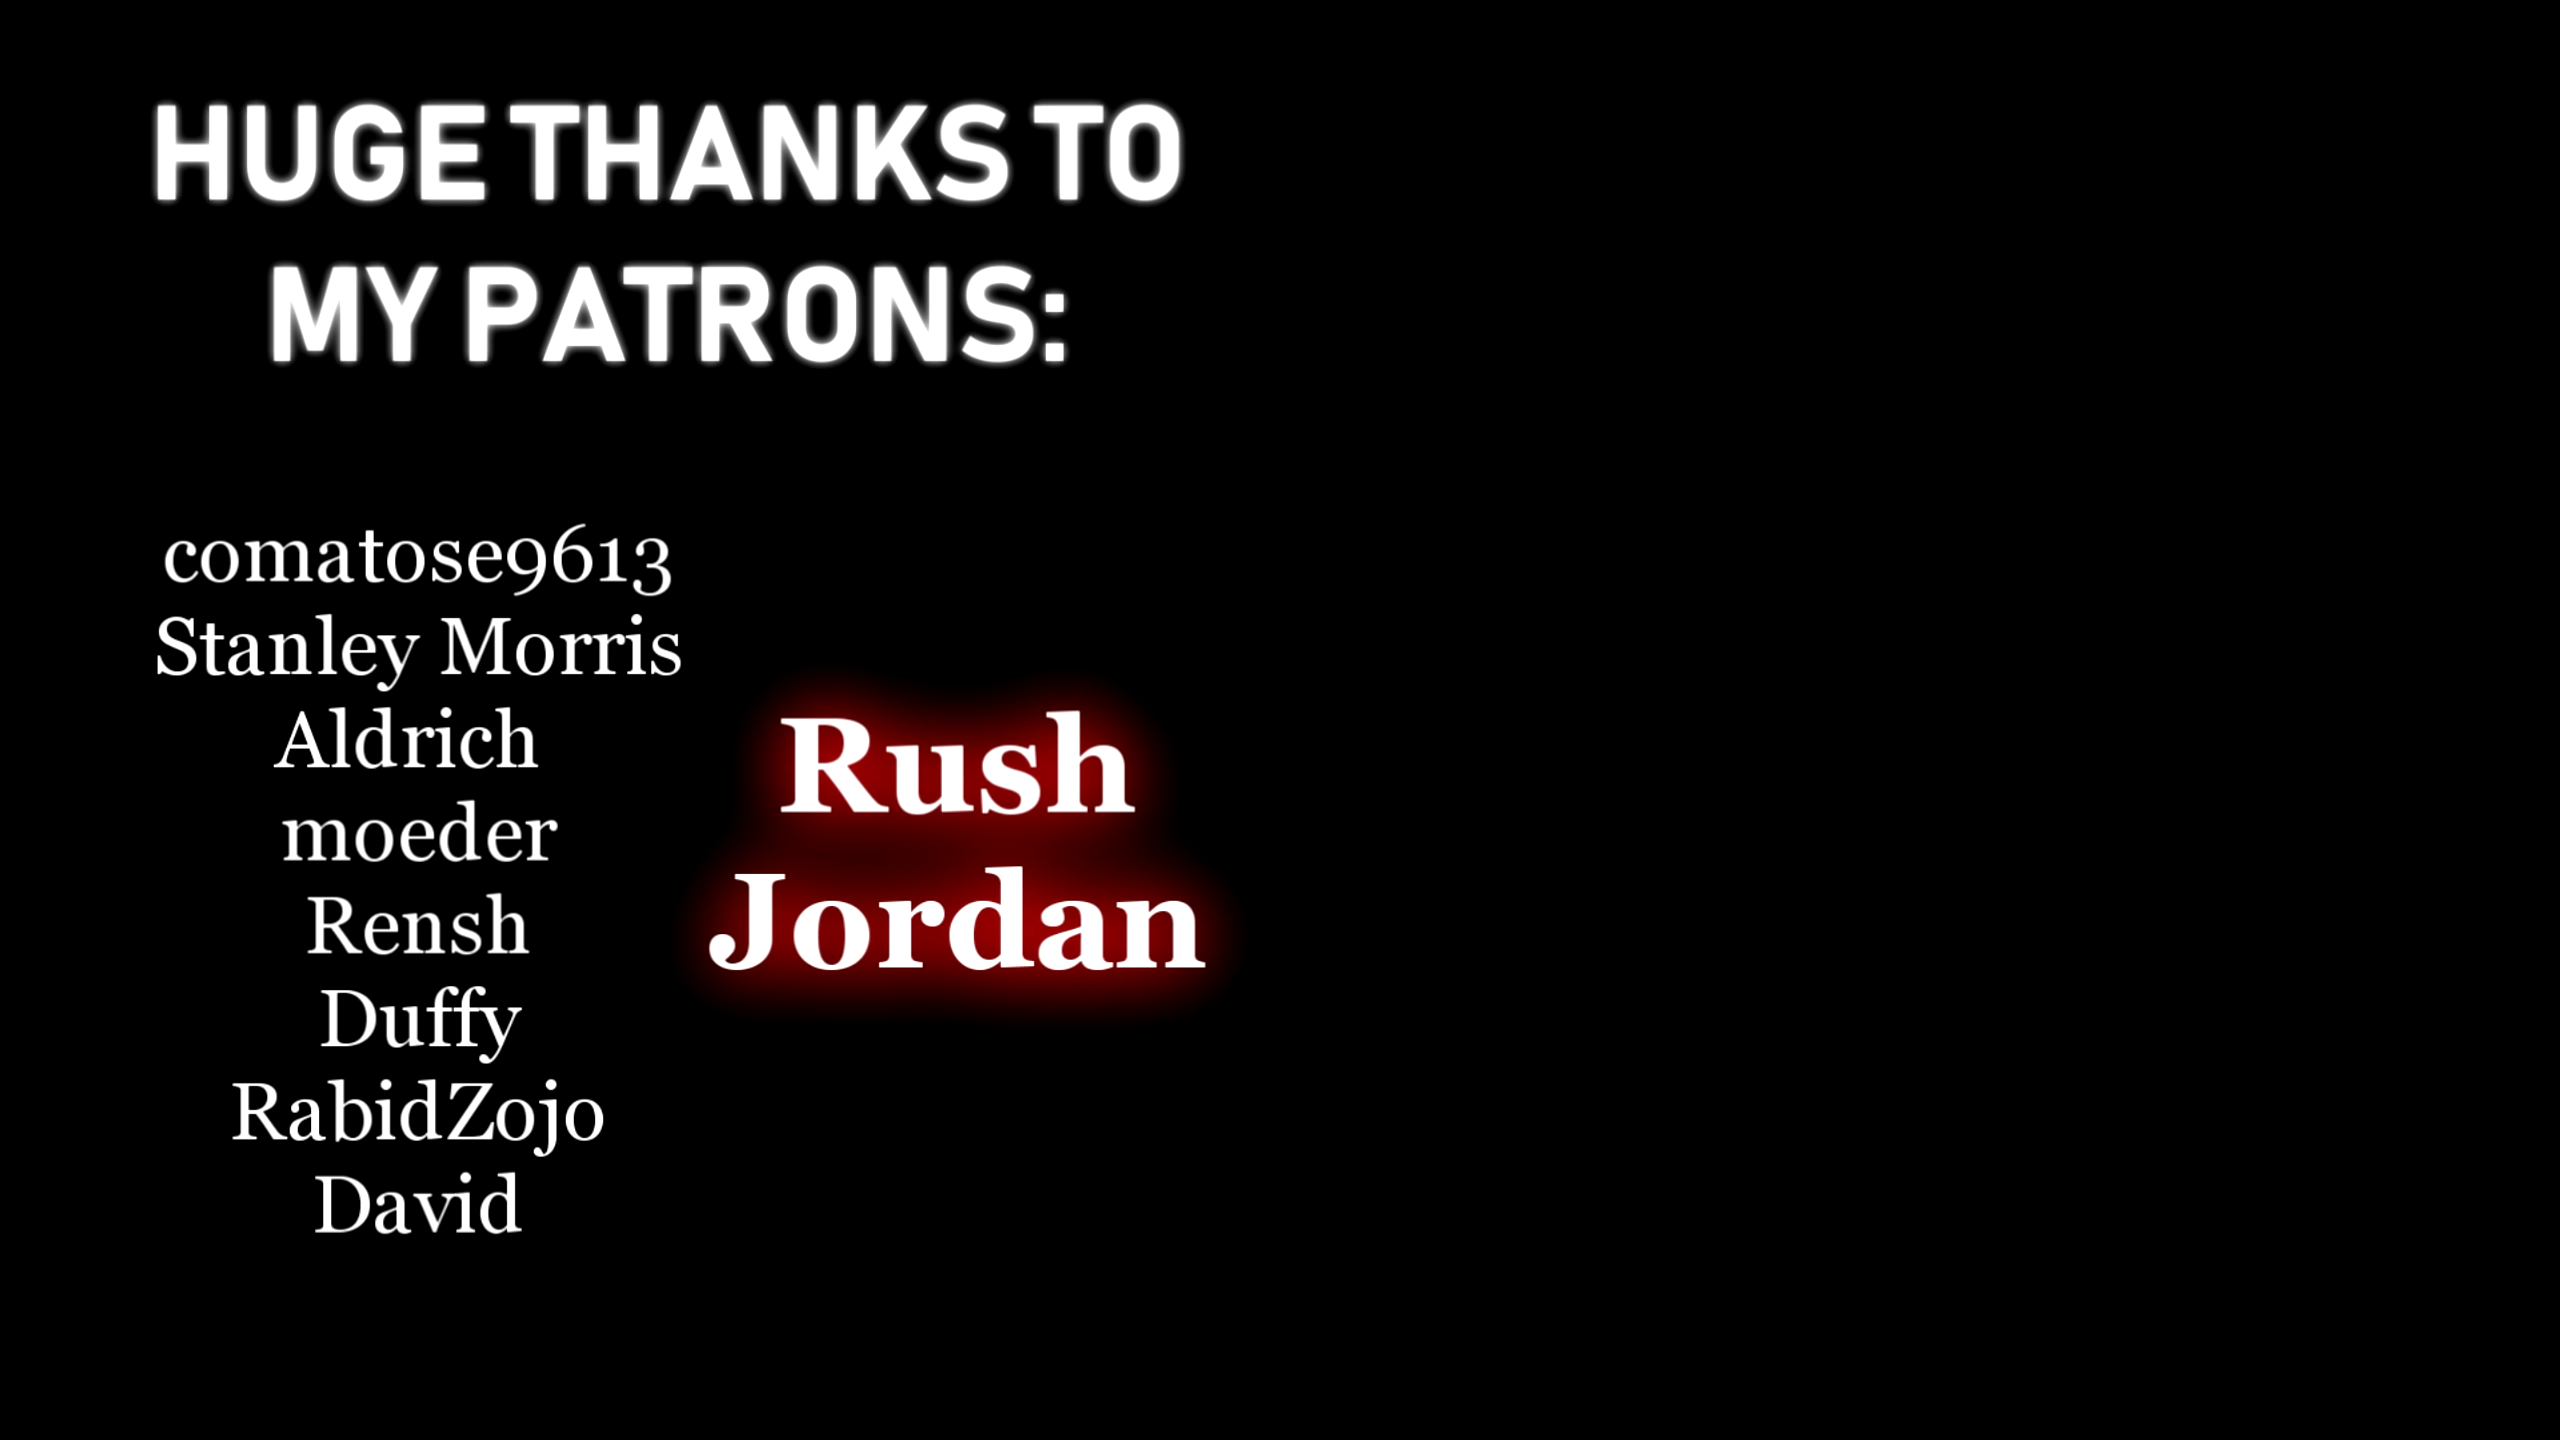 HUGE THANKS TO
MY PATRONS:
comatose9613
Stanley Morris
Aldrich
moeder
Rensh
Duffy
RabidZojo
David
Rush
Jordan